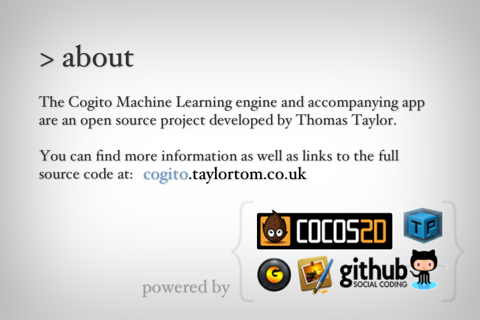 > about
The Cogito Machine Learning engine and accompanying app
are an open source project developed by Thomas Taylor.
You can find more information as well as links to the full
source code at: cogito.taylortom.co.uk
COCOS2D
TP
G
github
SOCIAL CODING
powered by